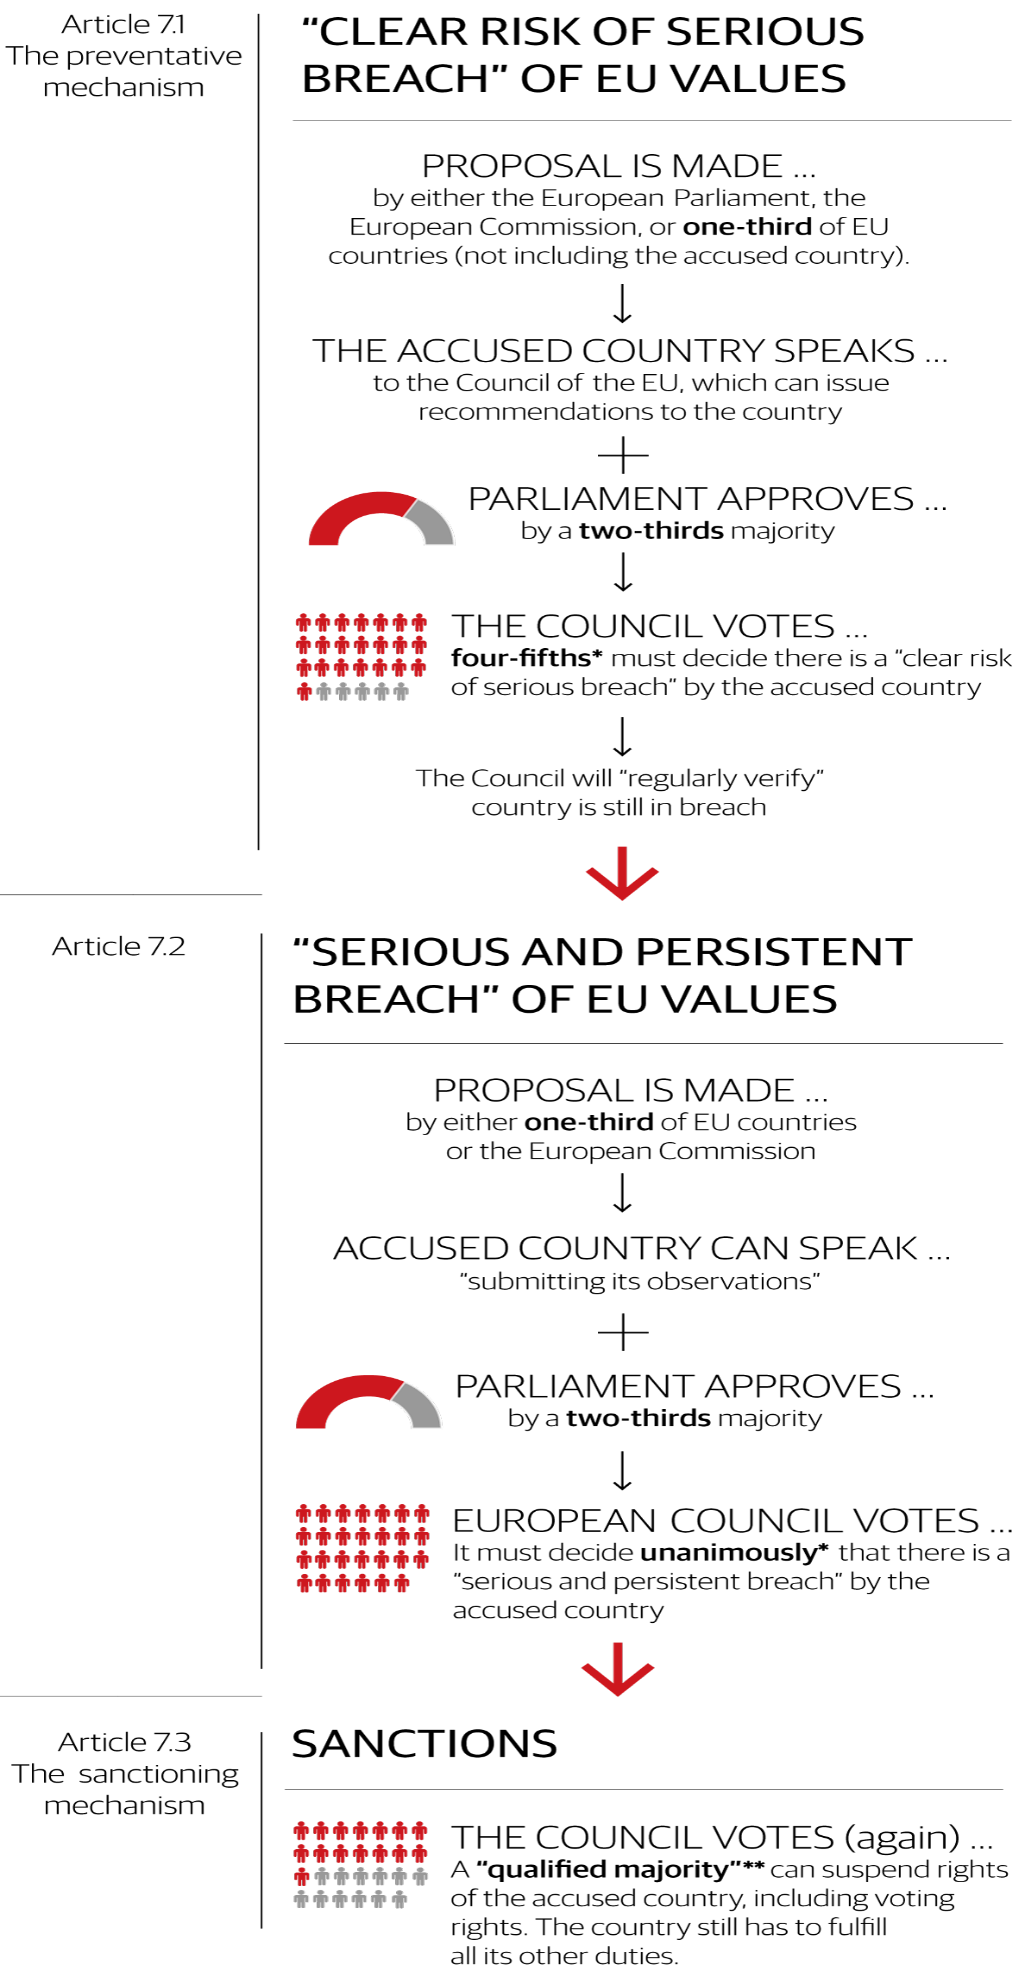 Article 7.1
The preventative
mechanism
“CLEAR RISK OF SERIOUS
BREACH” OF EU VALUES
PROPOSAL IS MADE ...
by either the European Parliament, the
European Commission, or one-third of EU
countries (not including the accused country).
THE ACCUSED COUNTRY SPEAKS ...
to the Council of the EU, which can issue
recommendations to the country
PARLIAMENT APPROVES ...
by a two-thirds majority
THE COUNCIL VOTES ...
four-fifths* must decide there is a “clear risk
of serious breach” by the accused country
The Council will “regularly verify”
country is still in breach
Article 7.2
“SERIOUS AND PERSISTENT
BREACH” OF EU VALUES
PROPOSAL IS MADE ...
by either one-third of EU countries
or the European Commission
ACCUSED COUNTRY CAN SPEAK ...
“submitting its observations”
PARLIAMENT APPROVES ...
by a two-thirds majority
EUROPEAN COUNCIL VOTES ...
It must decide unanimously* that there is a
“serious and persistent breach” by the
accused country
Article 7.3
The sanctioning
mechanism
SANCTIONS
THE COUNCIL VOTES (again) ...
A “qualified majority”** can suspend rights
of the accused country, including voting
rights. The country still has to fulfill
all its other duties.